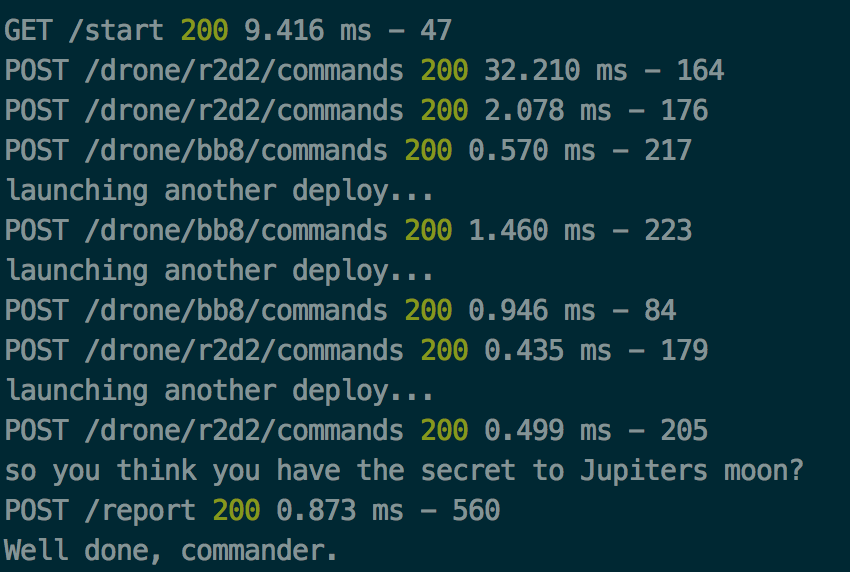 GET /start 200 9.416 ms - 47
POST /drone/r2d2/commands 200 32.210 ms - 164
POST /drone/r2d2/commands 200 2.078 ms - 176
POST /drone/bb8/commands 200 0.570 ms - 217
launching another deploy...
POST /drone/bb8/commands 200 1.460 ms - 223
launching another deploy...
POST /drone/bb8/commands 200 0.946 ms - 84
POST /drone/r2d2/commands 200 0.435 ms - 179
launching another deploy...
POST /drone/r2d2/commands 200 0.499 ms - 205
so you think you have the secret to Jupiters moon?
POST /report 200 0.873 ms - 560
Well done, commander.